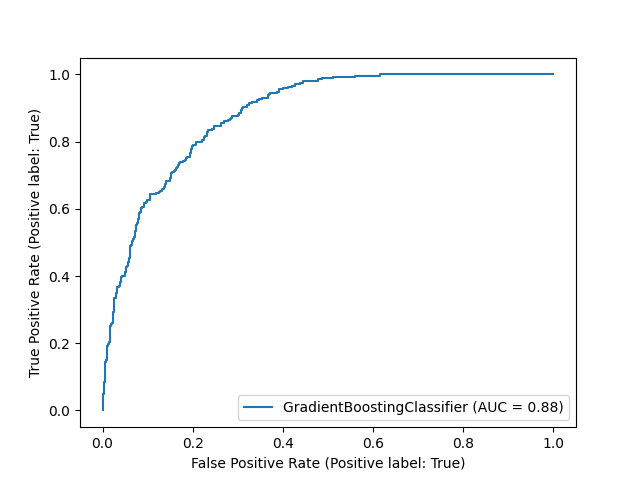 True Positive Rate (Positive label: True)
1.0
0.8
0.6
0.4
0.2
0.0
GradientBoostingClassifier (AUC = 0.88)
0.0 0.2 0.4 0.6 0.8 1.0
False Positive Rate (Positive label: True)